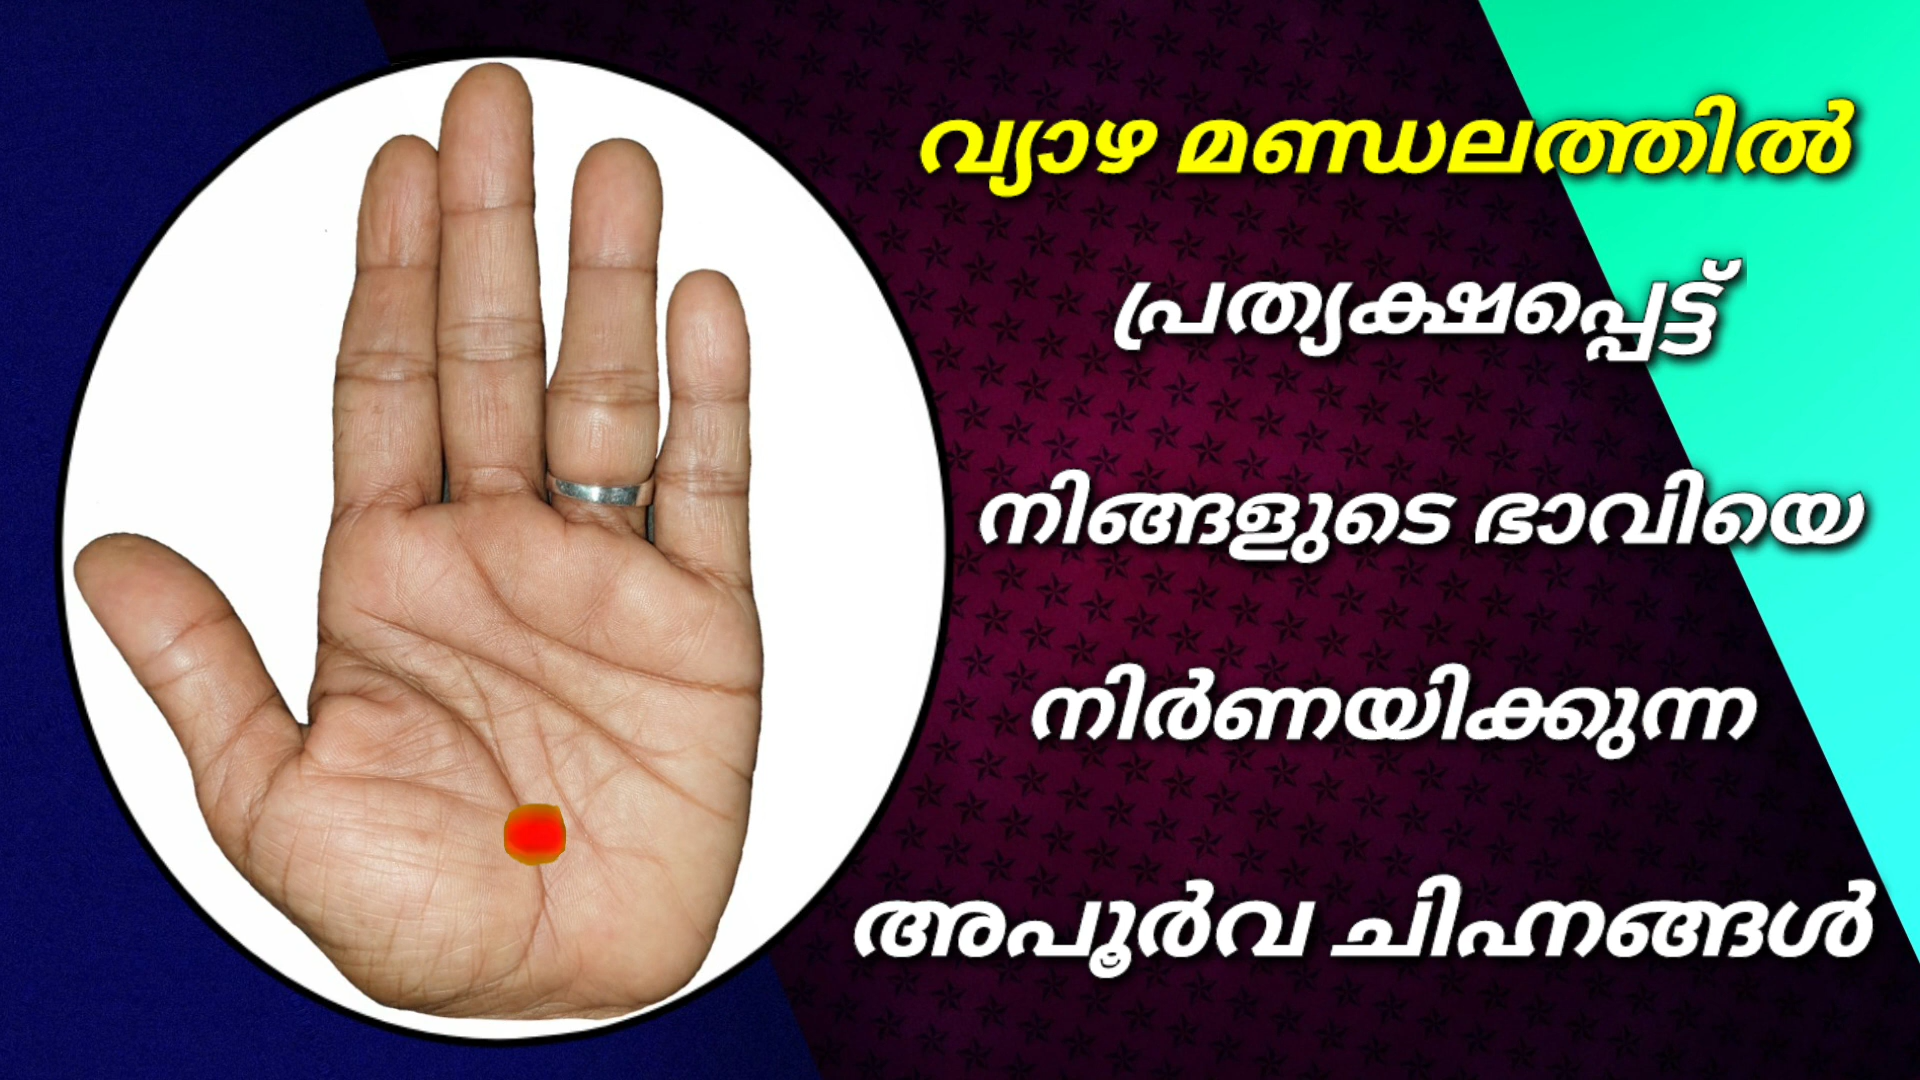 വ്യാഴ മണ്ഡലത്തിൽ
പ്രത്യക്ഷപ്പെട്ട്
നിങ്ങളുടെ ഭാവിയെ
നിർണയിക്കുന്ന
അപൂർവ ചിഹ്നങ്ങൾ